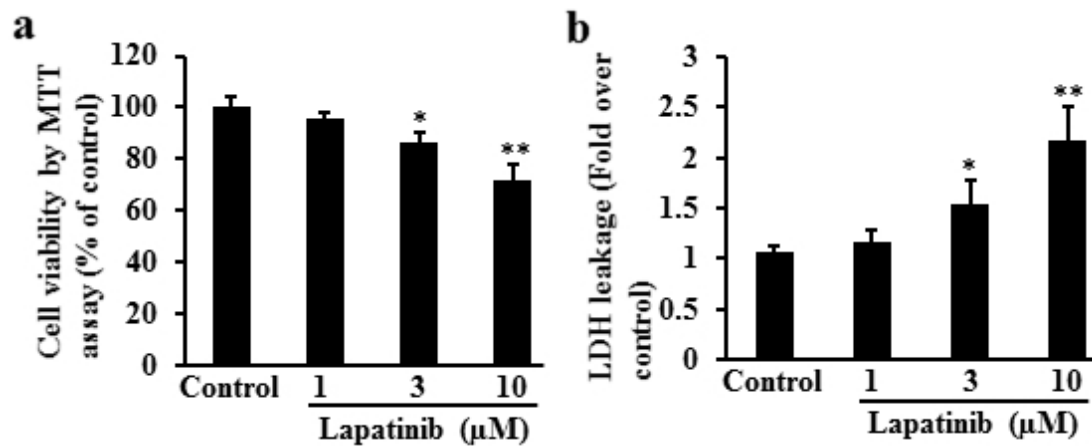 a
Cell viability by MTT
assay (% of control)
120
100
80
60
40
20
0
*
**
Control 1 3 10
Lapatinib (µM)
b
LDH leakage (Fold over
control)
3
2.5
2
1.5
1
0.5
0
*
**
Control 1 3 10
Lapatinib (µM)